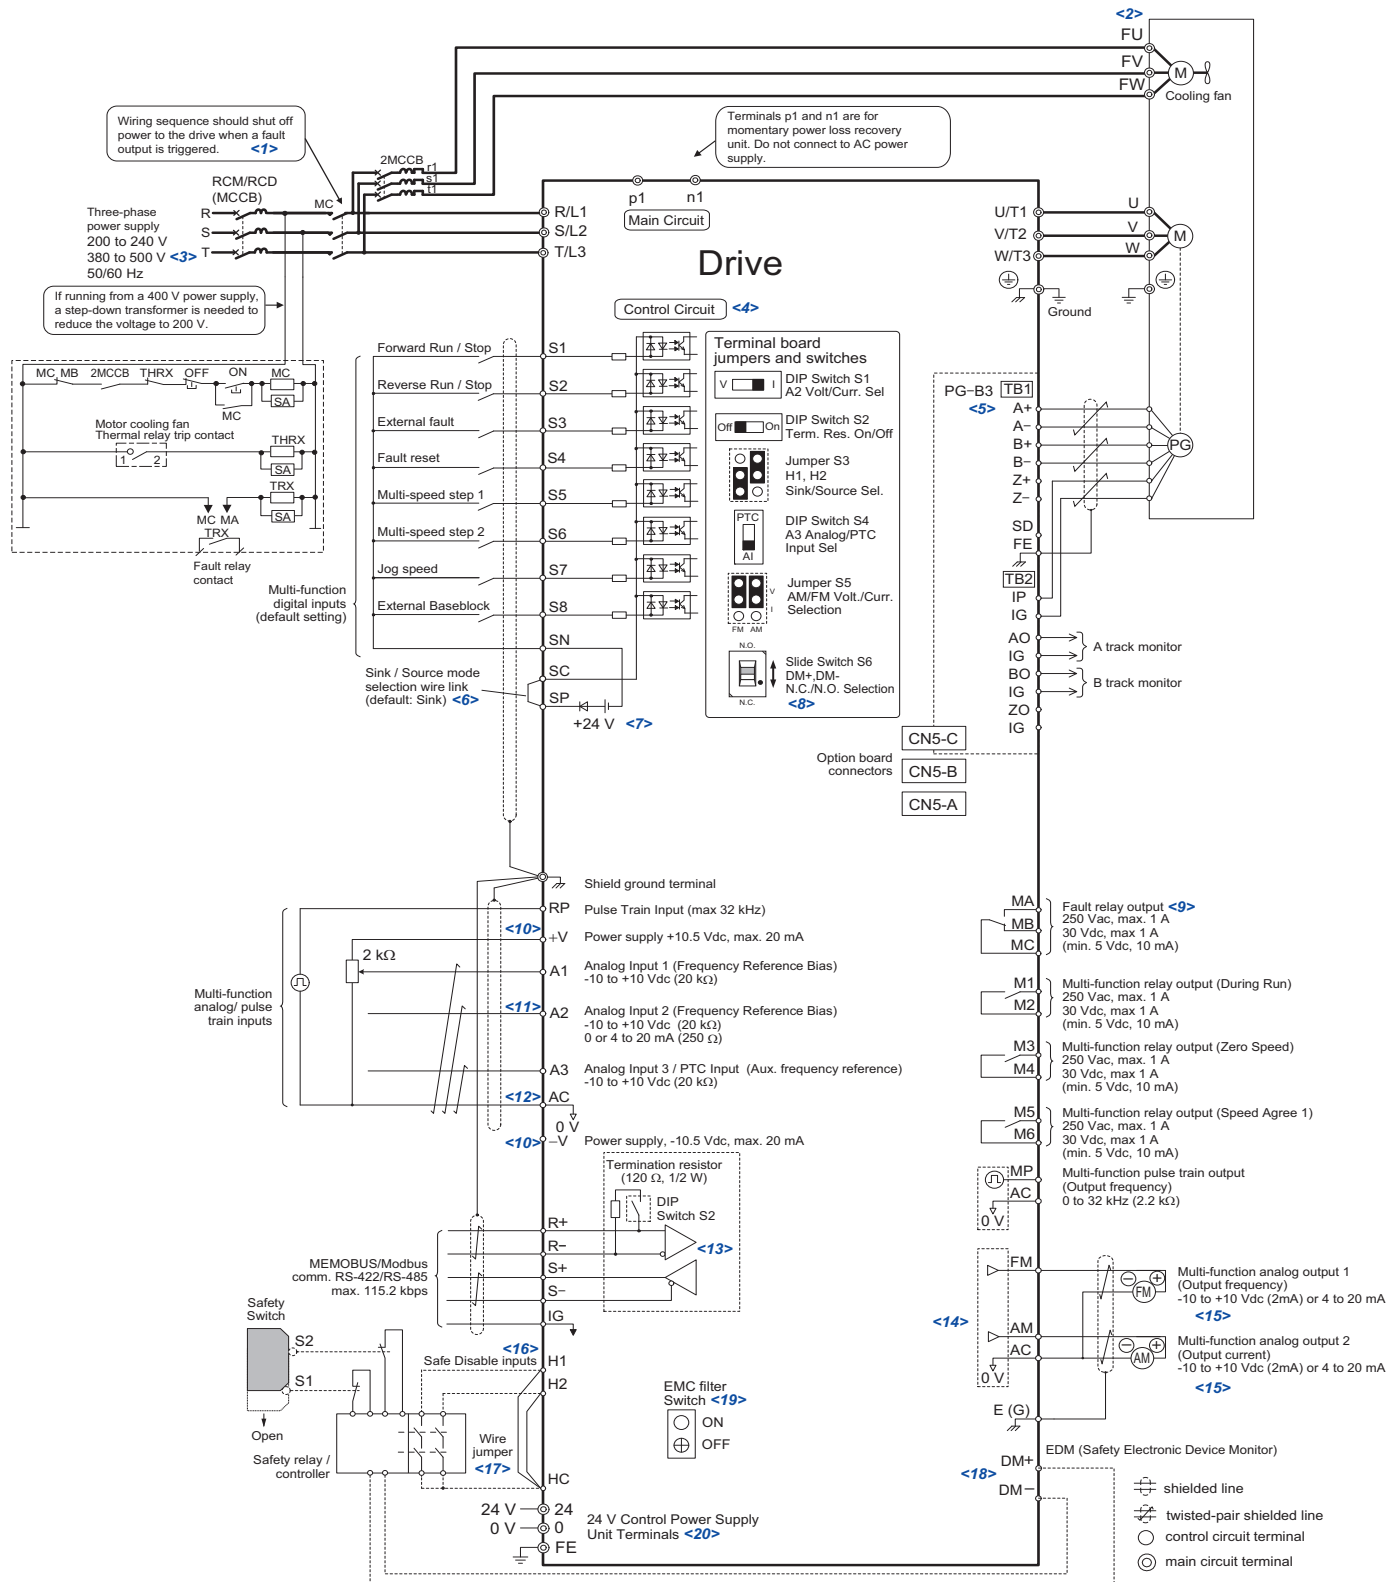 <2>
FU
FV
FW
M
Cooling fan
Wiring sequence should shut off
power to the drive when a fault
output is triggered. <1>
Terminals p1 and n1 are for
momentary power loss recovery
unit. Do not connect to AC power
supply.
2MCCB
r1
s1
t1
RCM/RCD
(MCCB)
MC
p1
n1
Main Circuit
Three-phase
power supply
200 to 240 V
380 to 500 V <3>
50/60 Hz
R
S
T
R/L1
S/L2
T/L3
Drive
U/T1
V/T2
W/T3
U
V
W
M
Ground
If running from a 400 V power supply,
a step-down transformer is needed to
reduce the voltage to 200 V.
Control Circuit <4>
MC MB 2MCCB THRX OFF ON MC
SA
MC
Motor cooling fan
Thermal relay trip contact
1 2
THRX
SA
TRX
SA
MC MA
TRX
Fault relay
contact
Forward Run / Stop
S1
Reverse Run / Stop
S2
External fault
S3
Fault reset
S4
Multi-speed step 1
S5
Multi-speed step 2
S6
Jog speed
S7
External Baseblock
S8
Multi-function
digital inputs
(default setting)
SN
SC
SP
Sink / Source mode
selection wire link
(default: Sink) <6>
+24 V <7>
Terminal board
jumpers and switches
V I
DIP Switch S1
A2 Volt/Curr. Sel
Off On
DIP Switch S2
Term. Res. On/Off
Jumper S3
H1, H2
Sink/Source Sel.
PTC
AI
DIP Switch S4
A3 Analog/PTC
Input Sel
V
I
FM AM
Jumper S5
AM/FM Volt./Curr.
Selection
N.O.
N.C.
Slide Switch S6
DM+,DM-
N.C./N.O. Selection
<8>
PG-B3 TB1
<5>
A+
A−
B+
B−
Z+
Z−
PG
SD
FE
TB2
IP
IG
AO
IG
A track monitor
BO
IG
B track monitor
ZO
IG
Option board
connectors
CN5-C
CN5-B
CN5-A
Shield ground terminal
RP
Pulse Train Input (max 32 kHz)
<10>
+V
Power supply +10.5 Vdc, max. 20 mA
2 kΩ
A1
Analog Input 1 (Frequency Reference Bias)
-10 to +10 Vdc (20 kΩ)
<11>
A2
Analog Input 2 (Frequency Reference Bias)
-10 to +10 Vdc (20 kΩ)
0 or 4 to 20 mA (250 Ω)
Multi-function
analog/ pulse
train inputs
A3
Analog Input 3 / PTC Input (Aux. frequency reference)
-10 to +10 Vdc (20 kΩ)
<12>
AC
0 V
<10>
−V
Power supply, -10.5 Vdc, max. 20 mA
MA
MB
MC
Fault relay output <9>
250 Vac, max. 1 A
30 Vdc, max 1 A
(min. 5 Vdc, 10 mA)
M1
M2
Multi-function relay output (During Run)
250 Vac, max. 1 A
30 Vdc, max 1 A
(min. 5 Vdc, 10 mA)
M3
M4
Multi-function relay output (Zero Speed)
250 Vac, max. 1 A
30 Vdc, max 1 A
(min. 5 Vdc, 10 mA)
M5
M6
Multi-function relay output (Speed Agree 1)
250 Vac, max. 1 A
30 Vdc, max 1 A
(min. 5 Vdc, 10 mA)
MP
AC
0 V
Multi-function pulse train output
(Output frequency)
0 to 32 kHz (2.2 kΩ)
Termination resistor
(120 Ω, 1/2 W)
DIP
Switch S2
R+
R−
S+
S−
IG
<13>
MEMOBUS/Modbus
comm. RS-422/RS-485
max. 115.2 kbps
<14>
FM
FM
Multi-function analog output 1
(Output frequency)
-10 to +10 Vdc (2mA) or 4 to 20 mA
<15>
AM
AC
0 V
AM
Multi-function analog output 2
(Output current)
-10 to +10 Vdc (2mA) or 4 to 20 mA
<15>
E (G)
Safety
Switch
S2
S1
Open
Safety relay /
controller
<16>
Safe Disable inputs
H1
H2
Wire
jumper
<17>
HC
EMC filter
Switch <19>
ON
OFF
EDM (Safety Electronic Device Monitor)
<18>
DM+
DM−
24 V
24
0 V
0
FE
24 V Control Power Supply
Unit Terminals <20>
shielded line
twisted-pair shielded line
control circuit terminal
main circuit terminal